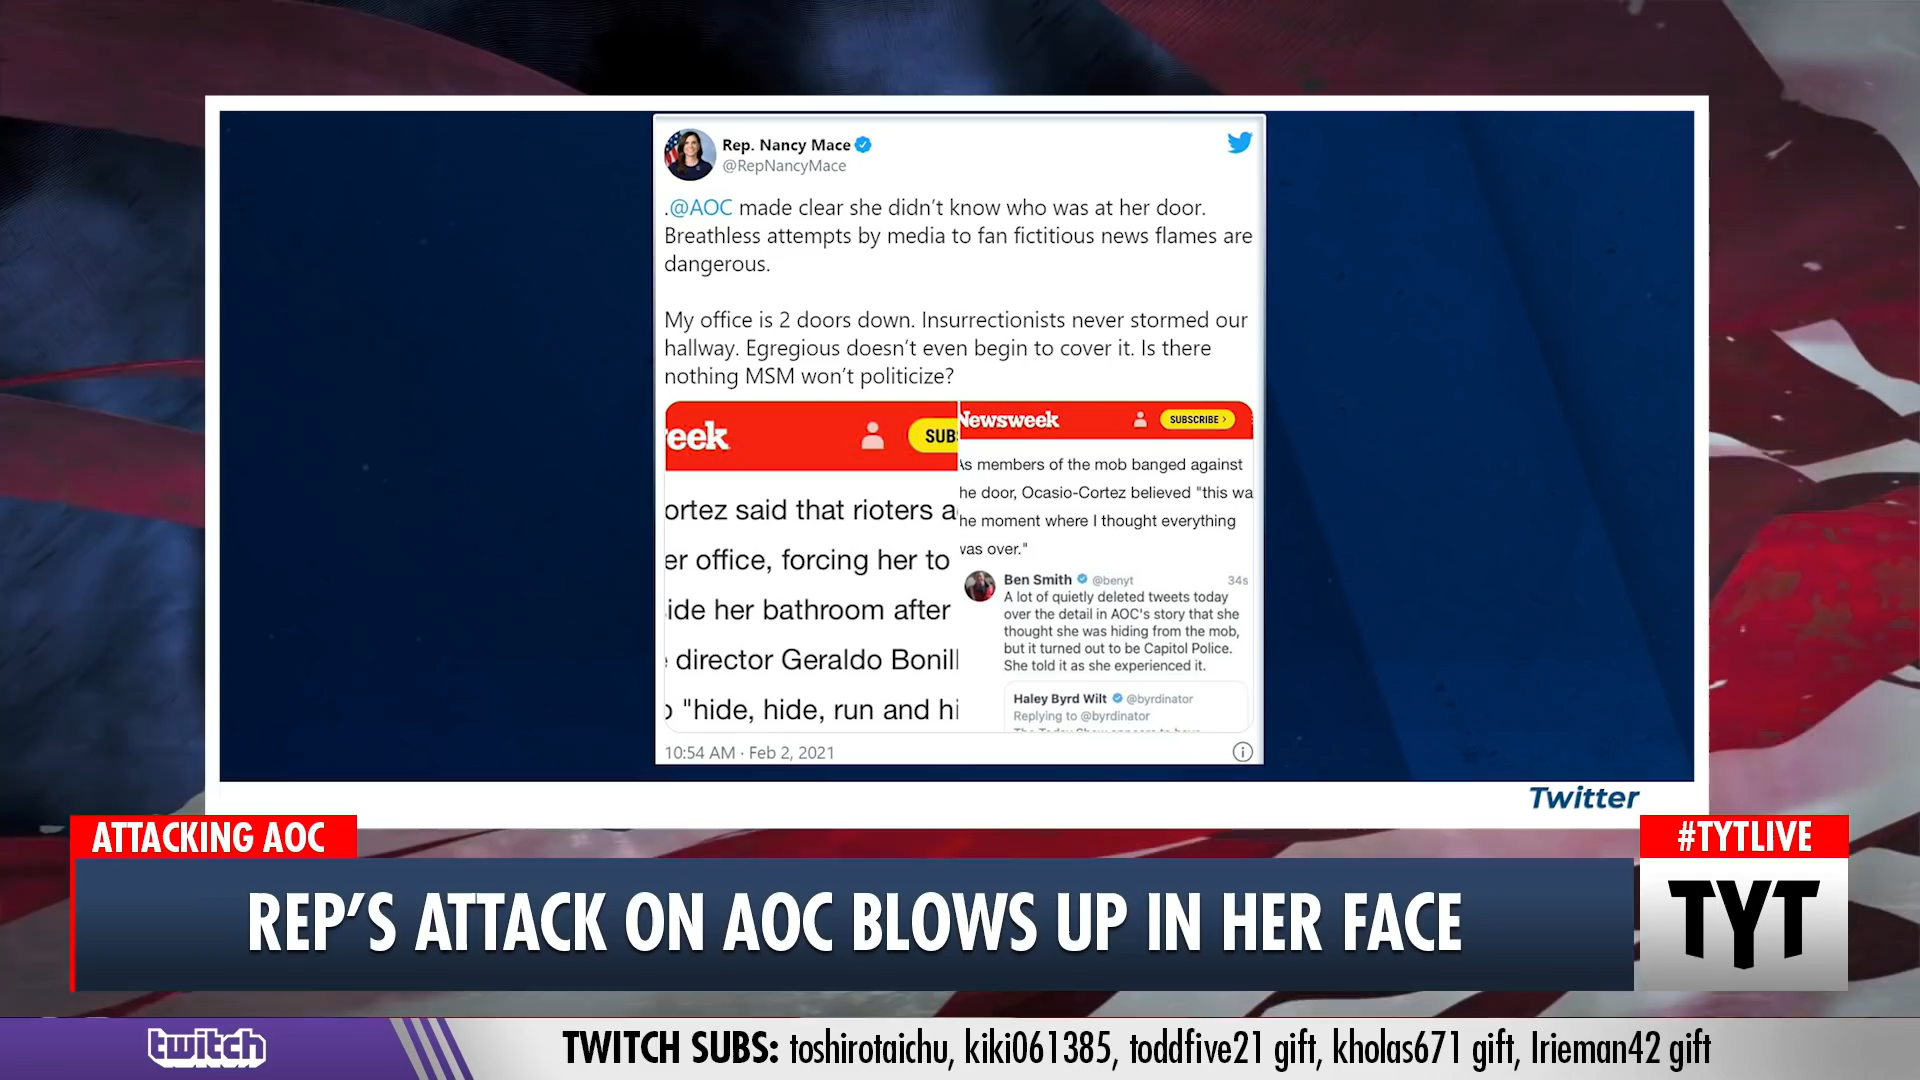 Rep. Nancy Mace
@RepNancyMace
.@AOC made clear she didn't know who was at her door.
Breathless attempts by media to fan fictitious news flames are
dangerous.
My office is 2 doors down. Insurrectionists never stormed our
hallway. Egregious doesn't even begin to cover it. Is there
nothing MSM won't politicize?
eek
SUB
ortez said that rioters a
er office, forcing her to
ide her bathroom after
director Geraldo Bonill
"hide, hide, run and hi
Newsweek
SUBSCRIBE >
As members of the mob banged against
he door, Ocasio-Cortez believed "this wa
he moment where I thought everything
was over."
Ben Smith @benyt 34s
A lot of quietly deleted tweets today
over the detail in AOC's story that she
thought she was hiding from the mob,
but it turned out to be Capitol Police.
She told it as she experienced it.
Haley Byrd Wilt @byrdinator
Replying to @byrdinator
10:54 AM · Feb 2, 2021
Twitter
ATTACKING AOC
#TYTLIVE
REP'S ATTACK ON AOC BLOWS UP IN HER FACE
TYT
twitch
TWITCH SUBS: toshirotaichu, kiki061385, toddfive21 gift, kholas671 gift, Irieman42 gift